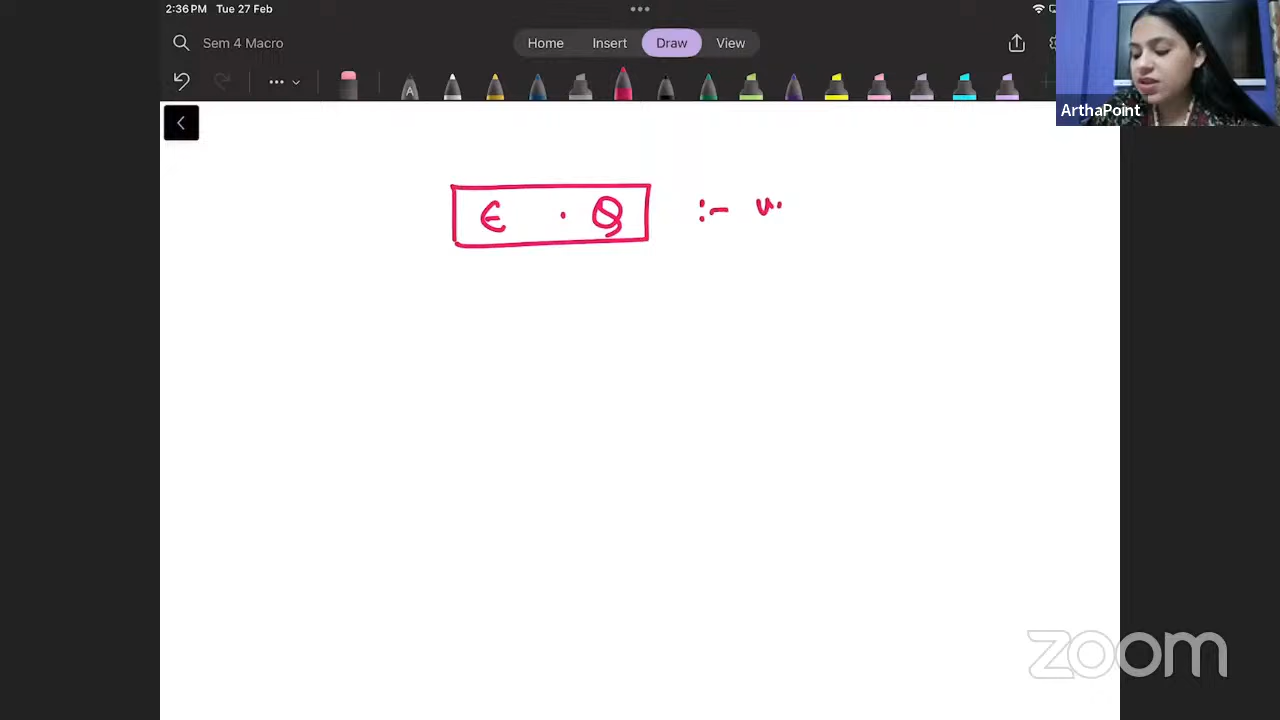 2:36 PM Tue 27 Feb
Sem 4 Macro
Home Insert Draw View
A
ArthaPoint
ε · Q :-
zoom